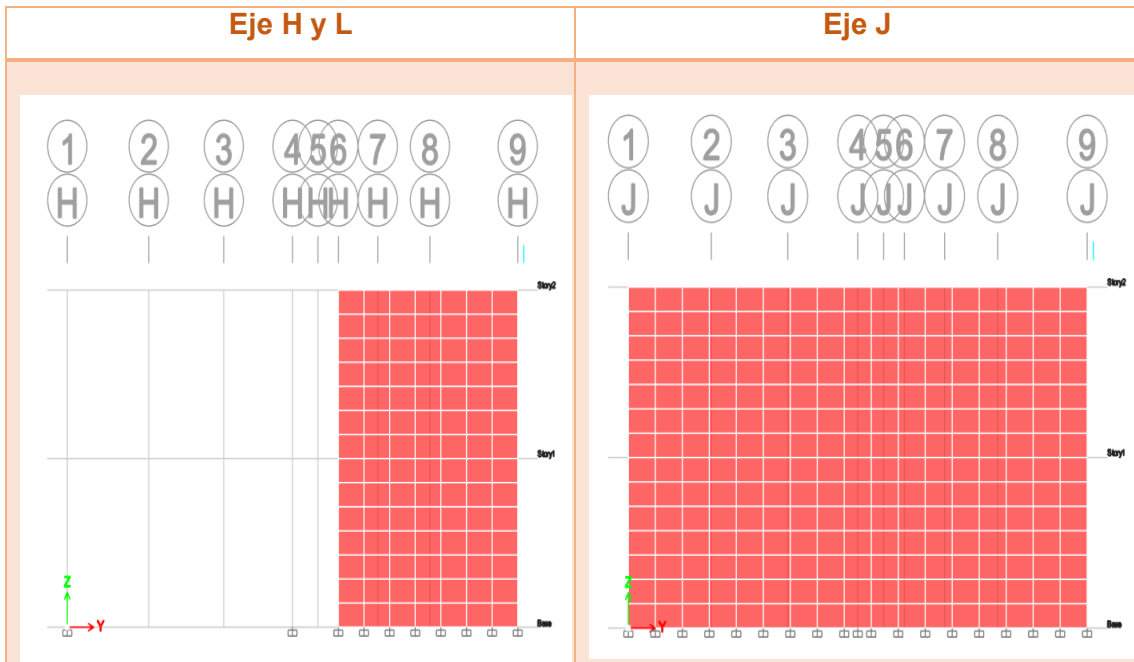 Eje H y L
Eje J
1 2 3 4 5 6 7 8 9
H H H H H H H H H
Story2
Story1
Z
Y
Base
1 2 3 4 5 6 7 8 9
J J J J J J J J J
Story2
Story1
Z
Y
Base